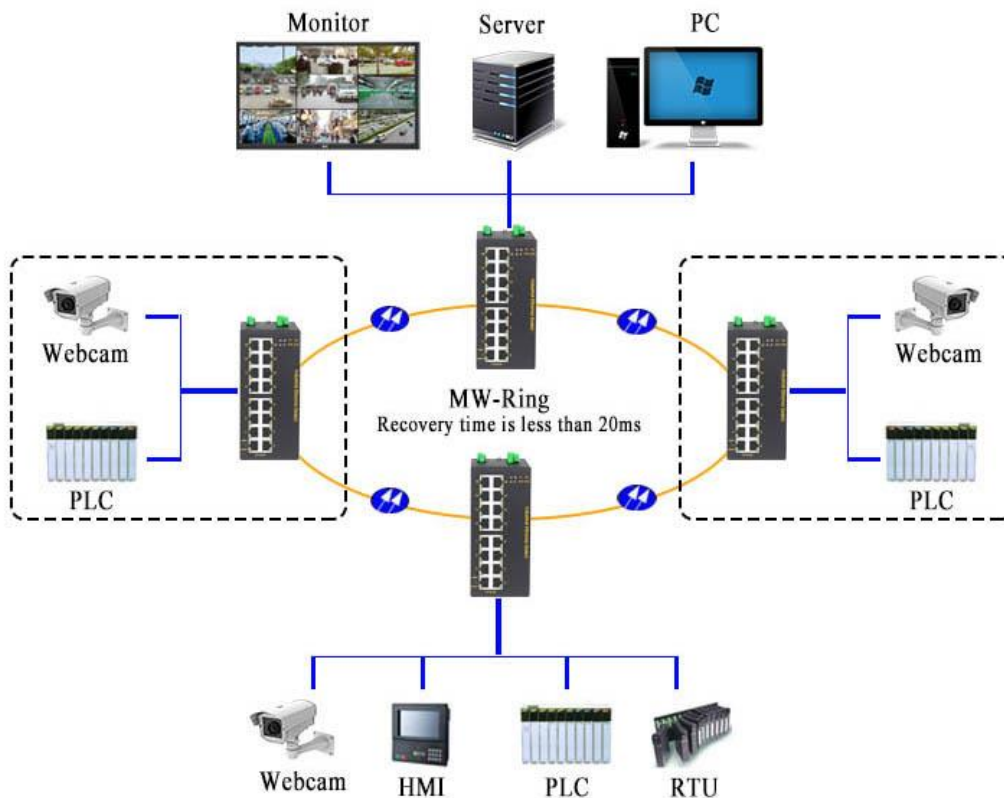 Monitor
Server
PC
Webcam
Webcam
MW-Ring
Recovery time is less than 20ms
PLC
PLC
Webcam
HMI
PLC
RTU